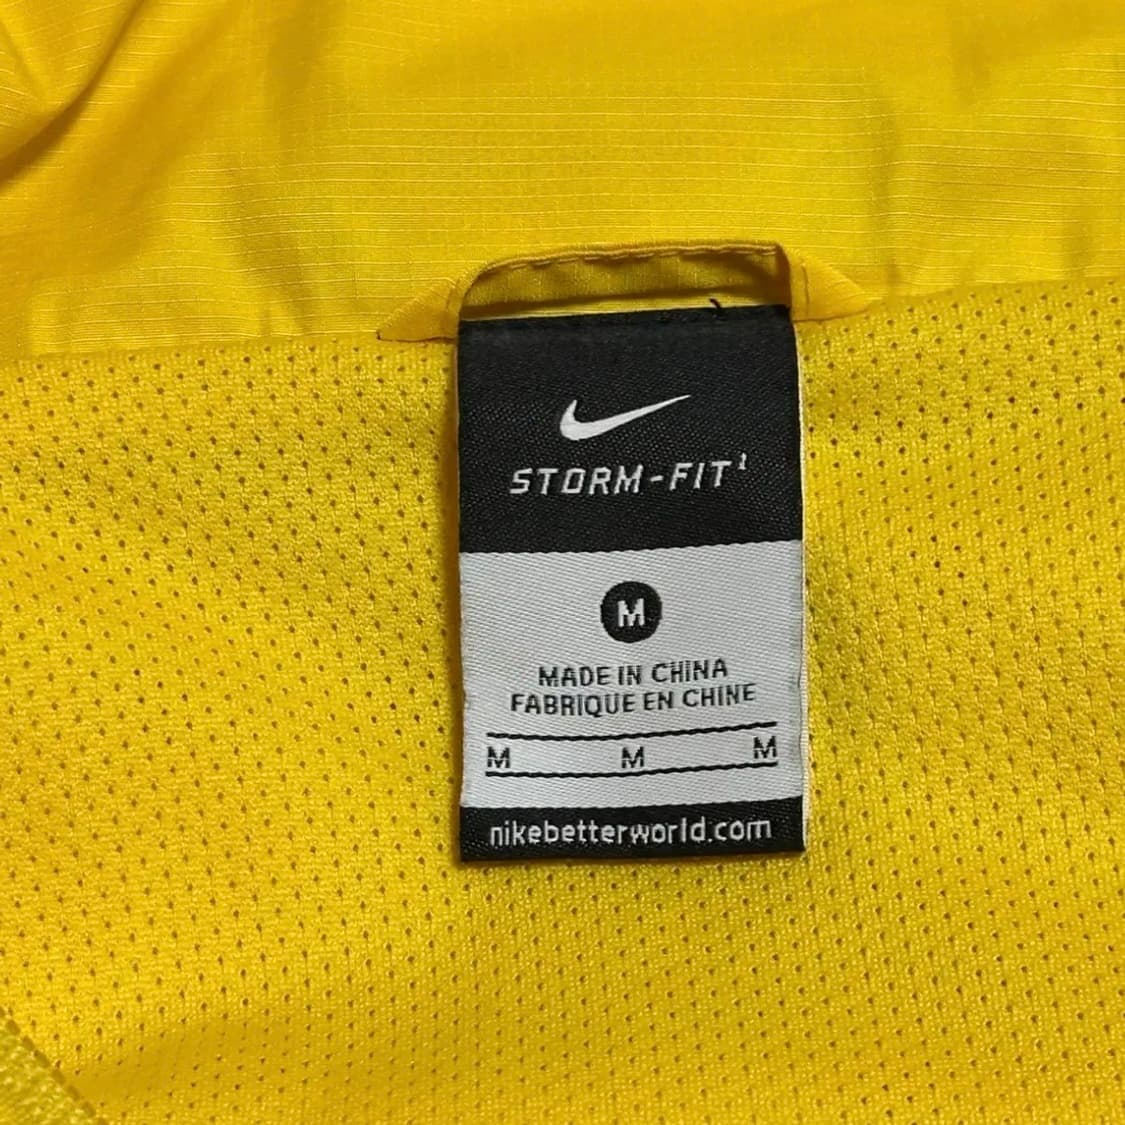 STORM-FIT¹
M
MADE IN CHINA
FABRIQUE EN CHINE
M M M
nikebetterworld.com